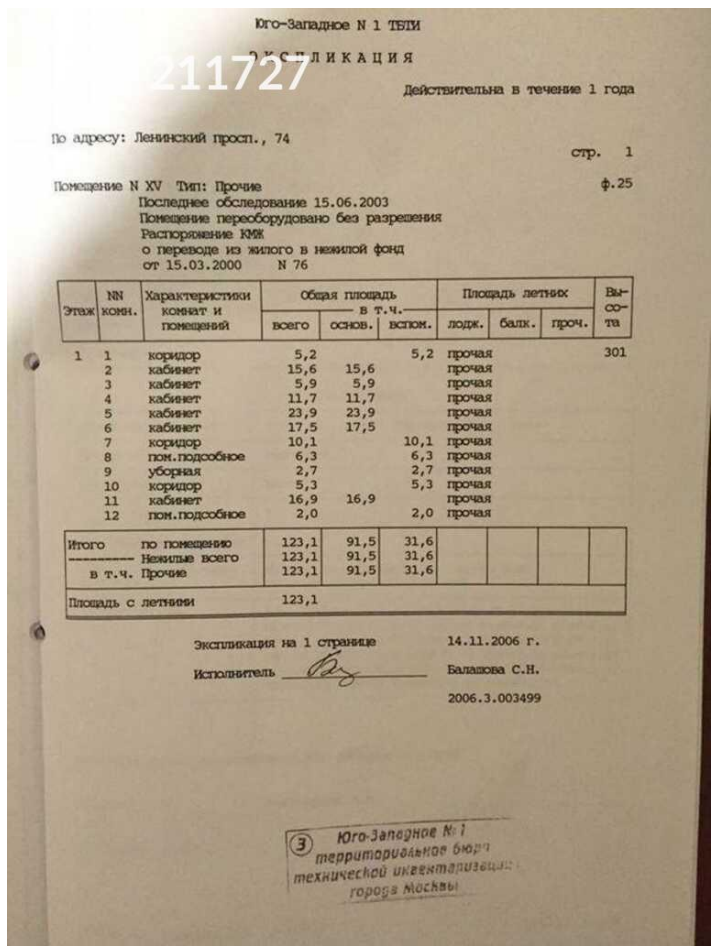 Юго-Западное N 1 ТБТИ
ЭКСПЛИКАЦИЯ
211727
Действительна в течение 1 года
По адресу: Ленинский просп., 74
стр. 1
Помещение N XV Тип: Прочие ф.25
Последнее обследование 15.06.2003
Помещение переоборудовано без разрешения
Распоряжение КМЖ
о переводе из жилого в нежилой фонд
от 15.03.2000 N 76
Этаж NN комн. Характеристики комнат и помещений Общая площадь Площадь летних Вы-со-та
в т.ч.
всего основ. вспом. лодж. балк. проч.
1 1 коридор 5,2 5,2 прочая 301
2 кабинет 15,6 15,6 прочая
3 кабинет 5,9 5,9 прочая
4 кабинет 11,7 11,7 прочая
5 кабинет 23,9 23,9 прочая
6 кабинет 17,5 17,5 прочая
7 коридор 10,1 10,1 прочая
8 пом.подсобное 6,3 6,3 прочая
9 уборная 2,7 2,7 прочая
10 коридор 5,3 5,3 прочая
11 кабинет 16,9 16,9 прочая
12 пом.подсобное 2,0 2,0 прочая
Итого по помещению 123,1 91,5 31,6
--------- Нежилые всего 123,1 91,5 31,6
в т.ч. Прочие 123,1 91,5 31,6
Площадь с летними 123,1
Экспликация на 1 странице 14.11.2006 г.
Исполнитель Балашова С.Н.
2006.3.003499
3 Юго-Западное № 1
территориальное бюро
технической инвентаризации
города Москвы